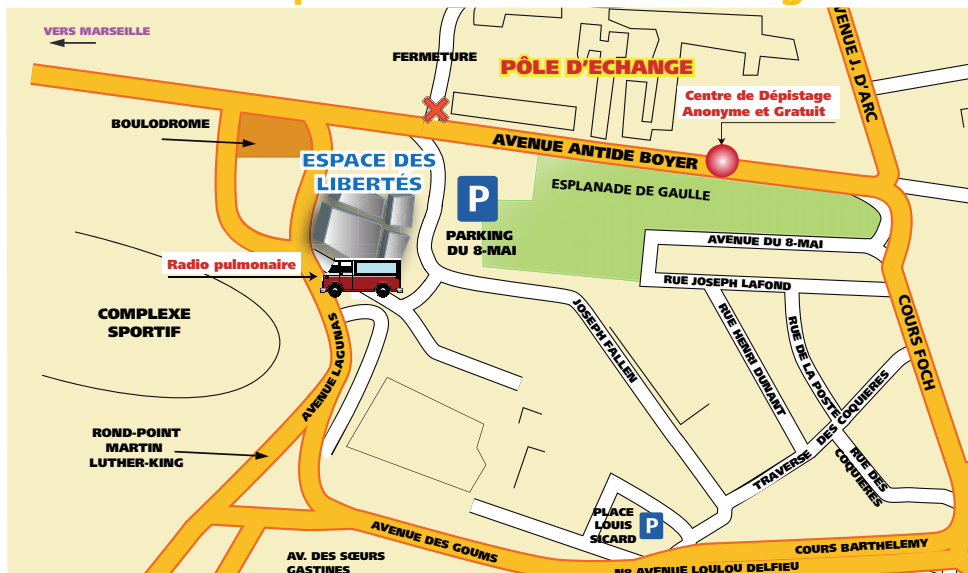 VERS MARSEILLE
FERMETURE
PÔLE D'ECHANGE
AVENUE J. D'ARC
Centre de Dépistage
Anonyme et Gratuit
BOULODROME
AVENUE ANTIDE BOYER
ESPACE DES
LIBERTÉS
P
ESPLANADE DE GAULLE
PARKING
DU 8-MAI
AVENUE DU 8-MAI
Radio pulmonaire
RUE JOSEPH LAFOND
COMPLEXE
SPORTIF
AVENUE LAGUNAS
JOSEPH FALLEN
RUE HENRI DUNANT
RUE DE LA POSTE
COURS FOCH
TRAVERSE DES COQUIERES
ROND-POINT
MARTIN
LUTHER-KING
RUE DES
COQUIERES
PLACE
LOUIS
SICARD
P
AVENUE DES GOUMS
COURS BARTHELEMY
AV. DES SŒURS
GASTINES
Nº AVENUE LOULOU DELFIEU